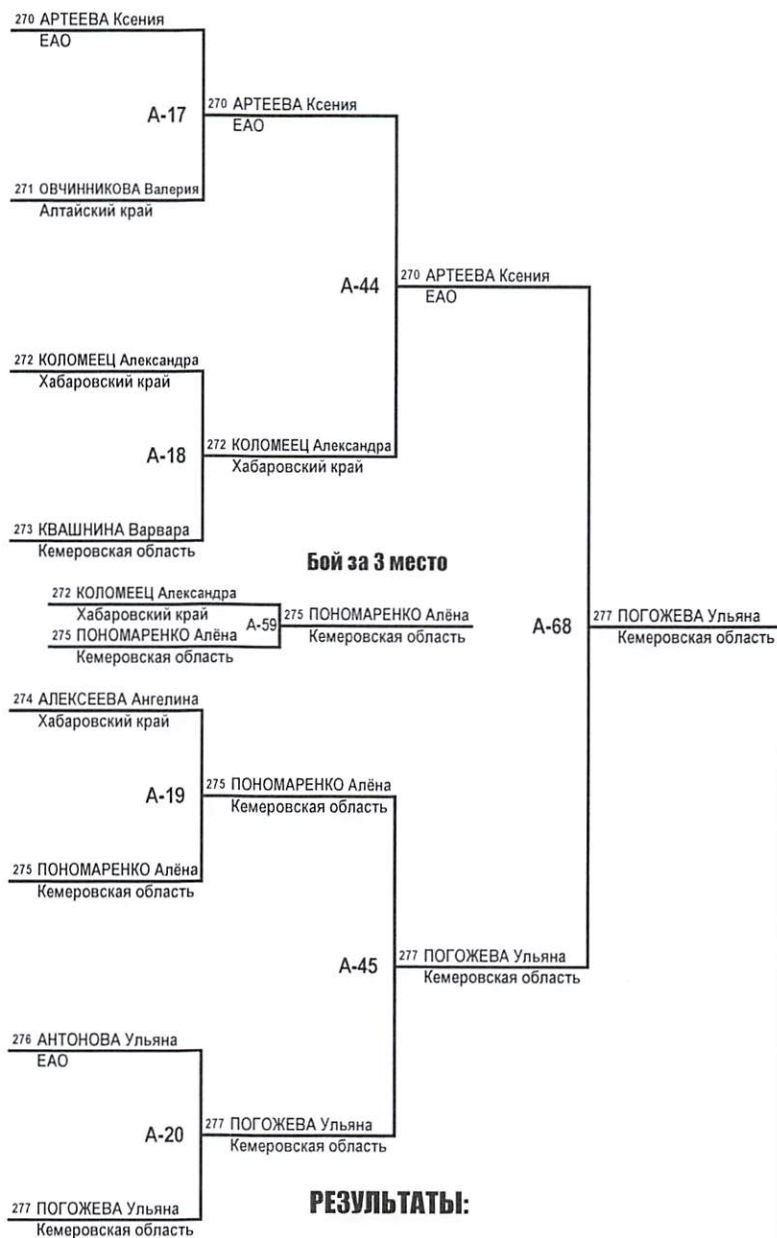 270 АРТЕЕВА Ксения
ЕАО
А-17
270 АРТЕЕВА Ксения
ЕАО
271 ОВЧИННИКОВА Валерия
Алтайский край
А-44
270 АРТЕЕВА Ксения
ЕАО
272 КОЛОМЕЕЦ Александра
Хабаровский край
А-18
272 КОЛОМЕЕЦ Александра
Хабаровский край
273 КВАШНИНА Варвара
Кемеровская область
Бой за 3 место
272 КОЛОМЕЕЦ Александра
Хабаровский край
А-59
275 ПОНОМАРЕНКО Алёна
Кемеровская область
275 ПОНОМАРЕНКО Алёна
Кемеровская область
А-68
277 ПОГОЖЕВА Ульяна
Кемеровская область
274 АЛЕКСЕЕВА Ангелина
Хабаровский край
А-19
275 ПОНОМАРЕНКО Алёна
Кемеровская область
275 ПОНОМАРЕНКО Алёна
Кемеровская область
А-45
277 ПОГОЖЕВА Ульяна
Кемеровская область
276 АНТОНОВА Ульяна
ЕАО
А-20
277 ПОГОЖЕВА Ульяна
Кемеровская область
277 ПОГОЖЕВА Ульяна
Кемеровская область
РЕЗУЛЬТАТЫ: